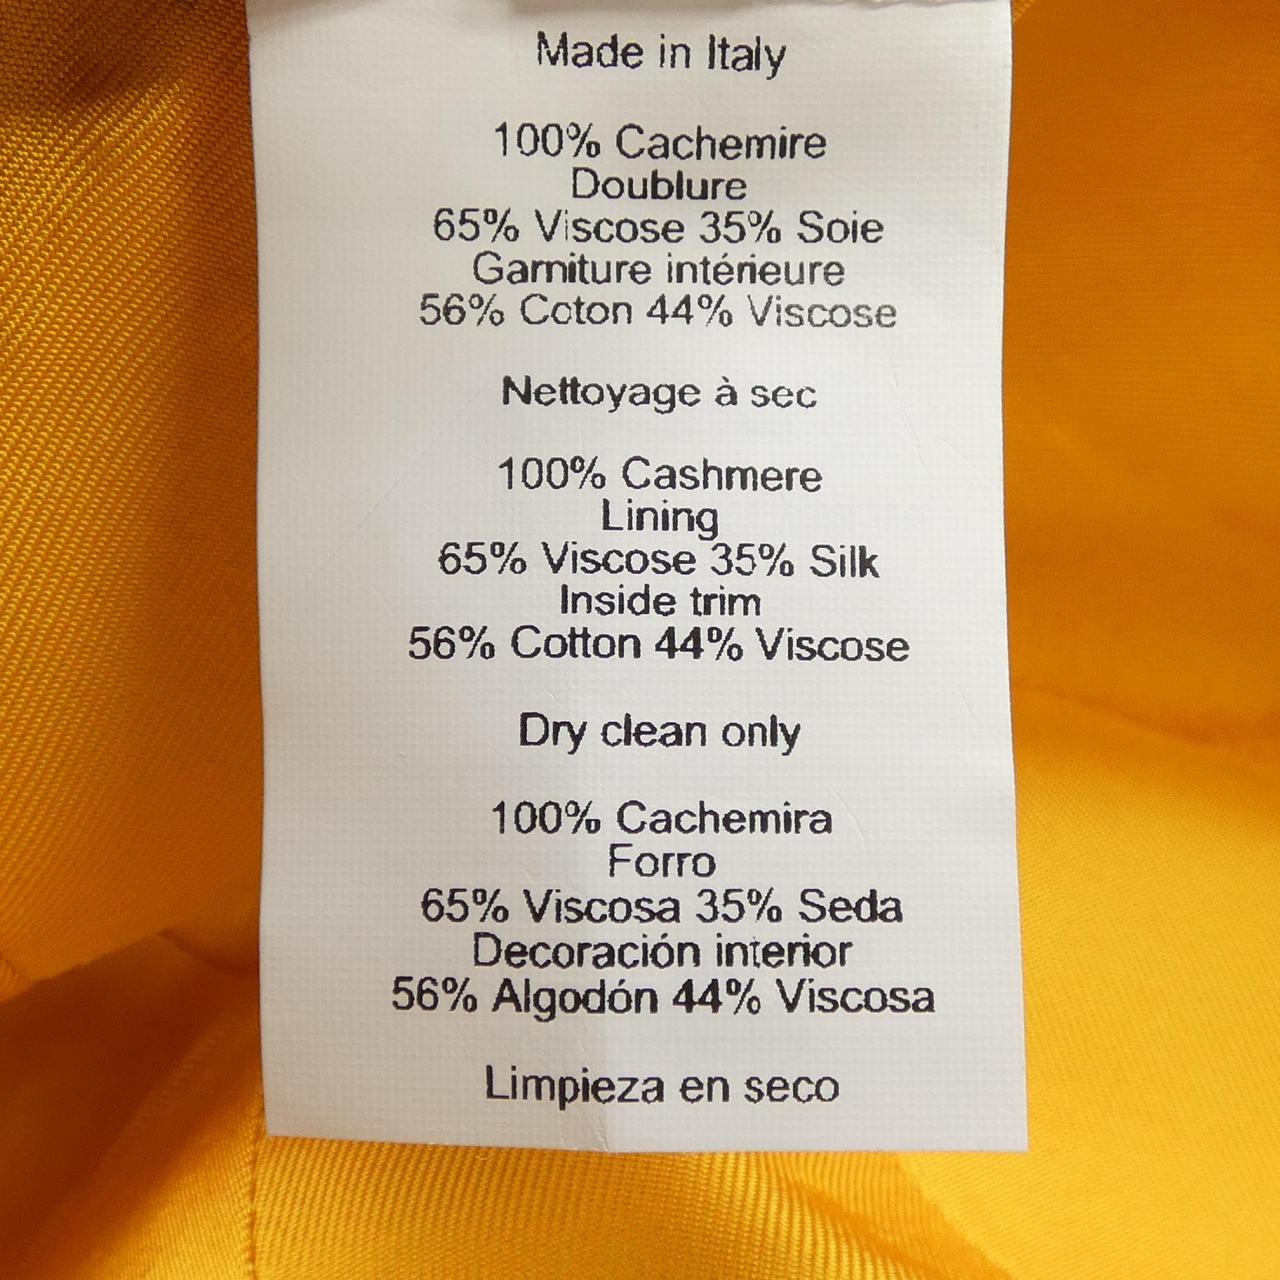 Made in Italy
100% Cachemire
Doublure
65% Viscose 35% Soie
Garniture intérieure
56% Coton 44% Viscose
Nettoyage à sec
100% Cashmere
Lining
65% Viscose 35% Silk
Inside trim
56% Cotton 44% Viscose
Dry clean only
100% Cachemira
Forro
65% Viscosa 35% Seda
Decoración interior
56% Algodón 44% Viscosa
Limpieza en seco